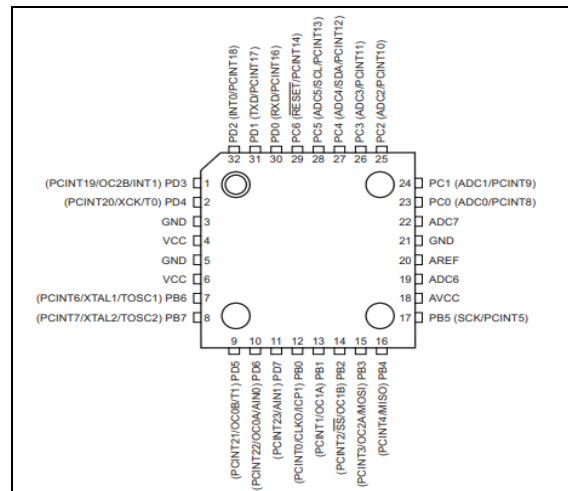 PD2 (INT0/PCINT18)
PD1 (TXD/PCINT17)
PD0 (RXD/PCINT16)
PC6 (RESET/PCINT14)
PC5 (ADC5/SCL/PCINT13)
PC4 (ADC4/SDA/PCINT12)
PC3 (ADC3/PCINT11)
PC2 (ADC2/PCINT10)
32 31 30 29 28 27 26 25
(PCINT19/OC2B/INT1) PD3 1
(PCINT20/XCK/T0) PD4 2
GND 3
VCC 4
GND 5
VCC 6
(PCINT6/XTAL1/TOSC1) PB6 7
(PCINT7/XTAL2/TOSC2) PB7 8
24 PC1 (ADC1/PCINT9)
23 PC0 (ADC0/PCINT8)
22 ADC7
21 GND
20 AREF
19 ADC6
18 AVCC
17 PB5 (SCK/PCINT5)
9 10 11 12 13 14 15 16
(PCINT21/OC0B/T1) PD5
(PCINT22/OC0A/AIN0) PD6
(PCINT23/AIN1) PD7
(PCINT0/CLKO/ICP1) PB0
(PCINT1/OC1A) PB1
(PCINT2/SS/OC1B) PB2
(PCINT3/OC2A/MOSI) PB3
(PCINT4/MISO) PB4